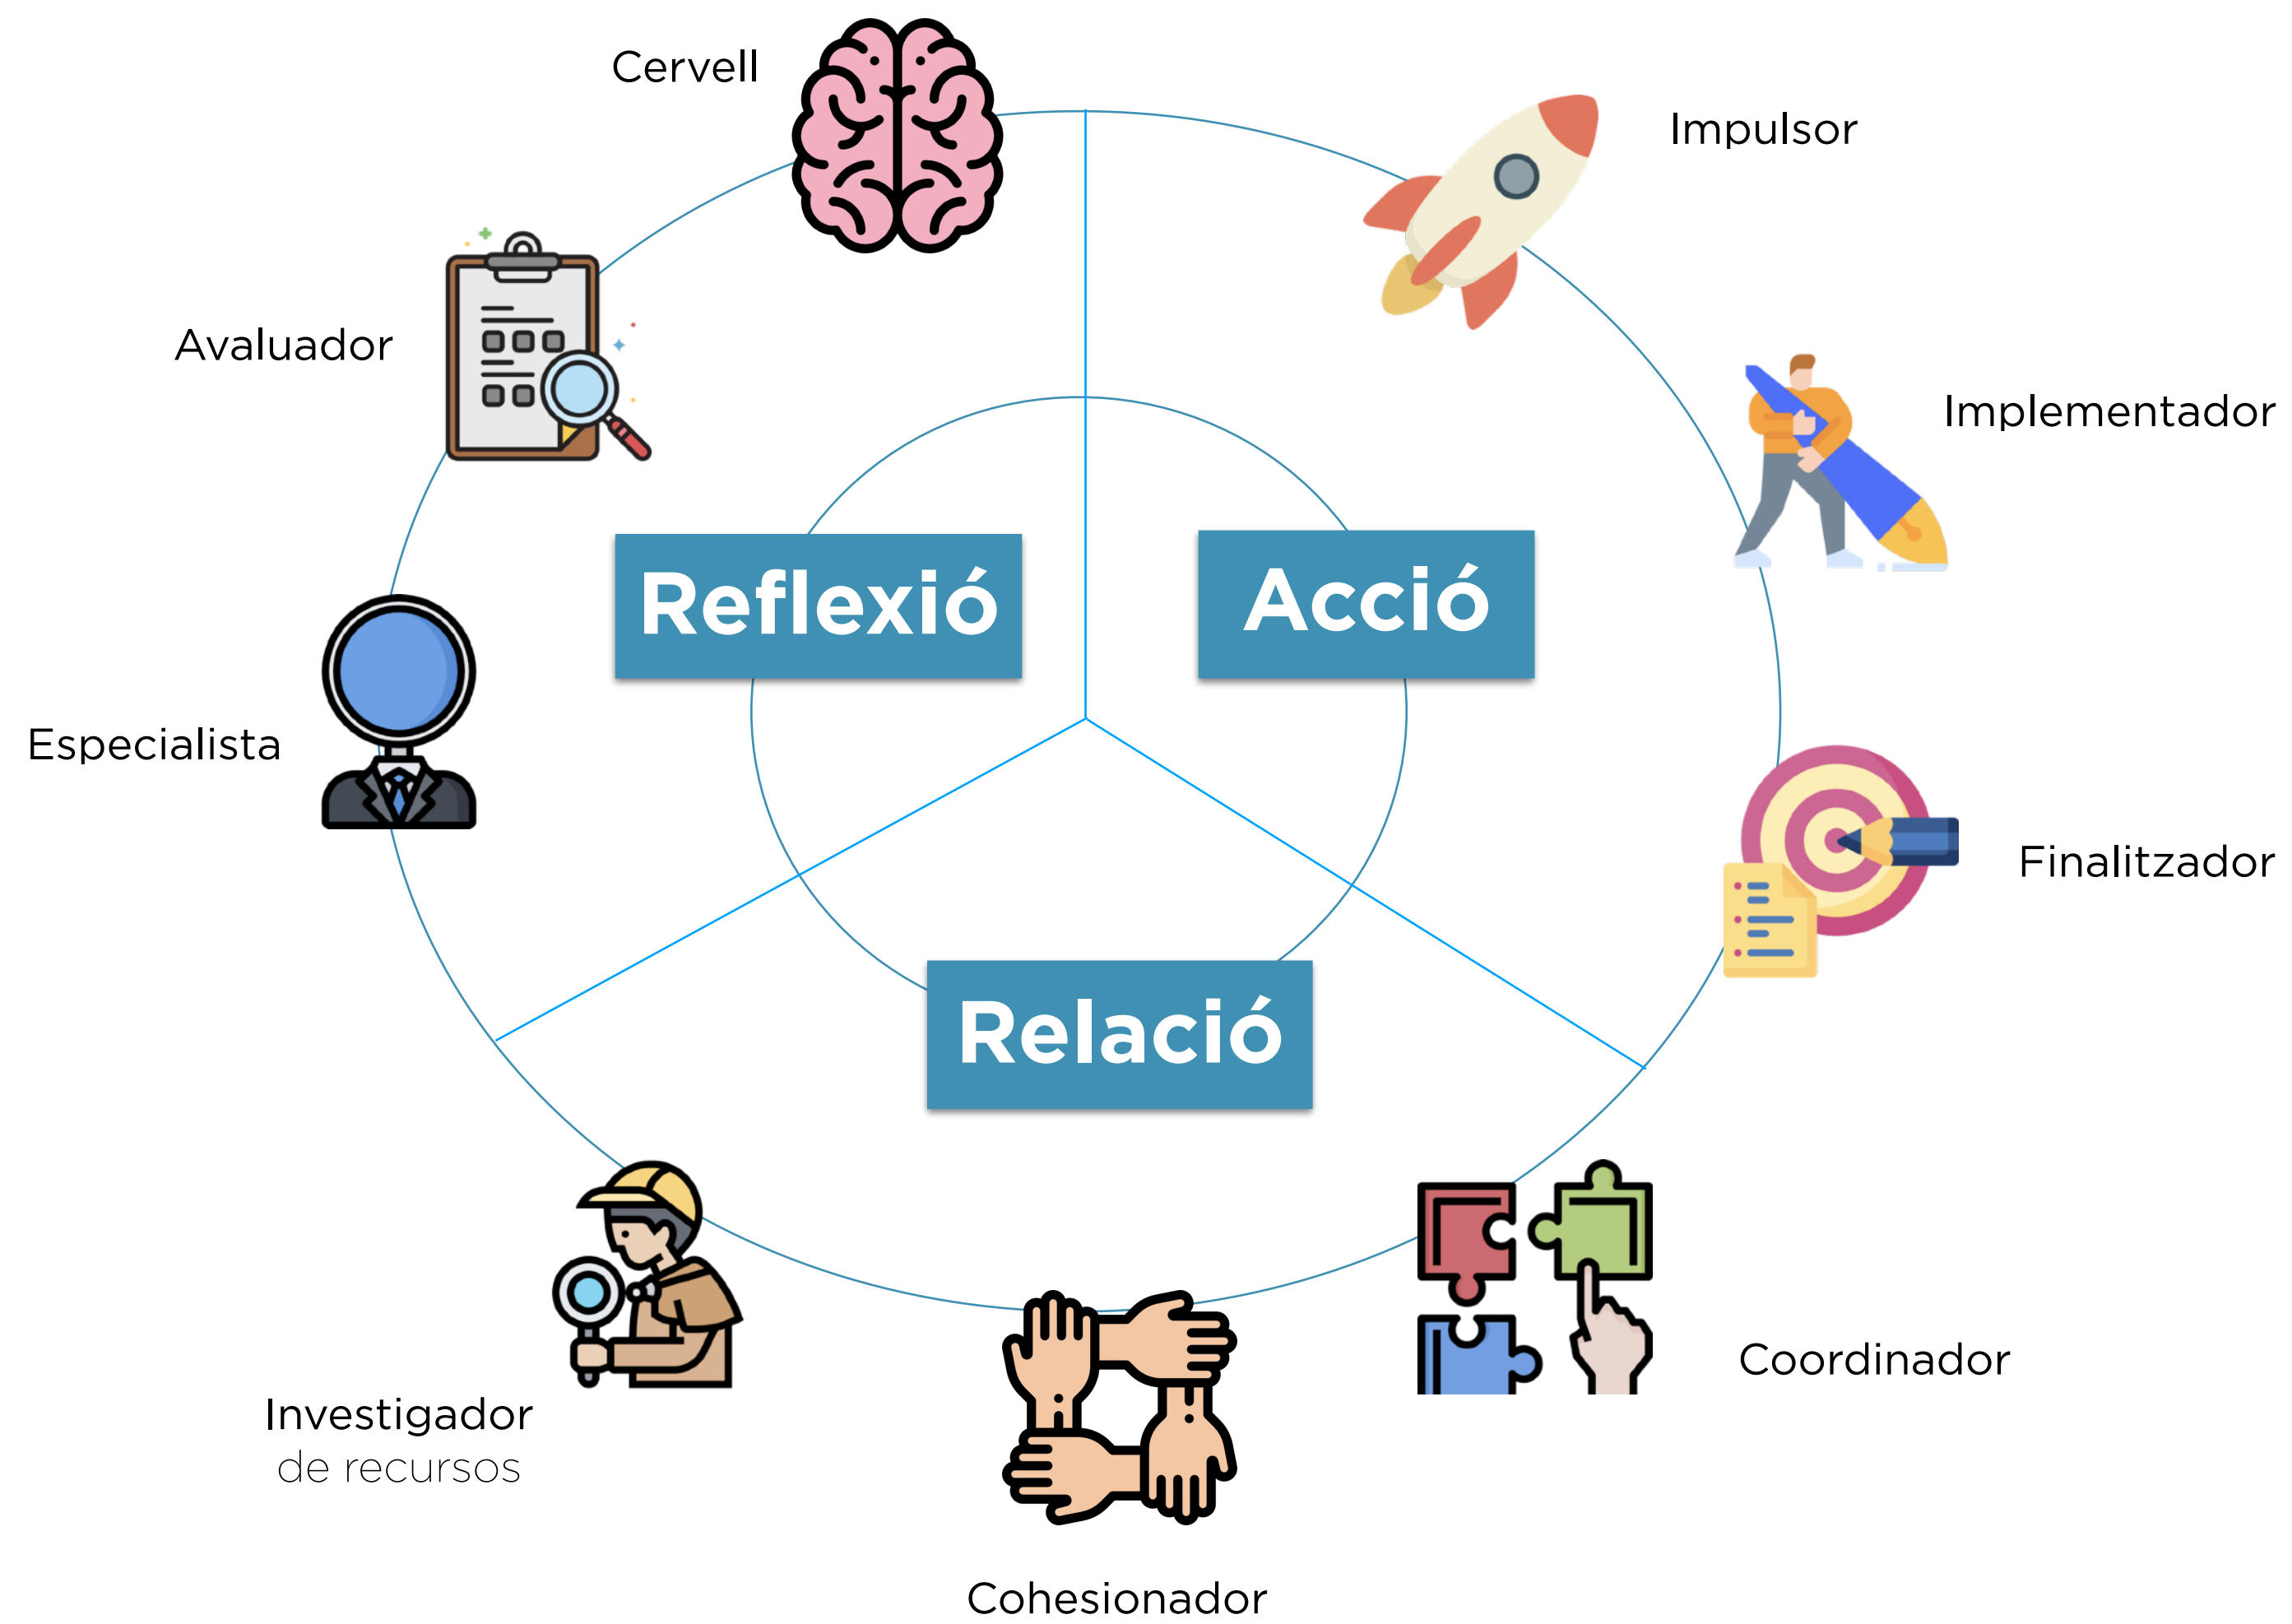 Cervell
Impulsor
Avaluador
Implementador
Reflexió
Acció
Especialista
Finalitzador
Relació
Investigador
de recursos
Coordinador
Cohesionador